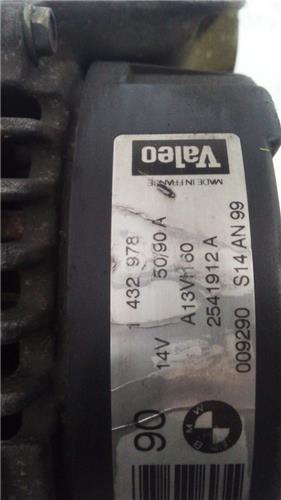 Valeo
MADE IN FRANCE
1 432 978
14V 50/90 A
A13VI160
2541912 A
009290 S14 AN 99
90
BMW